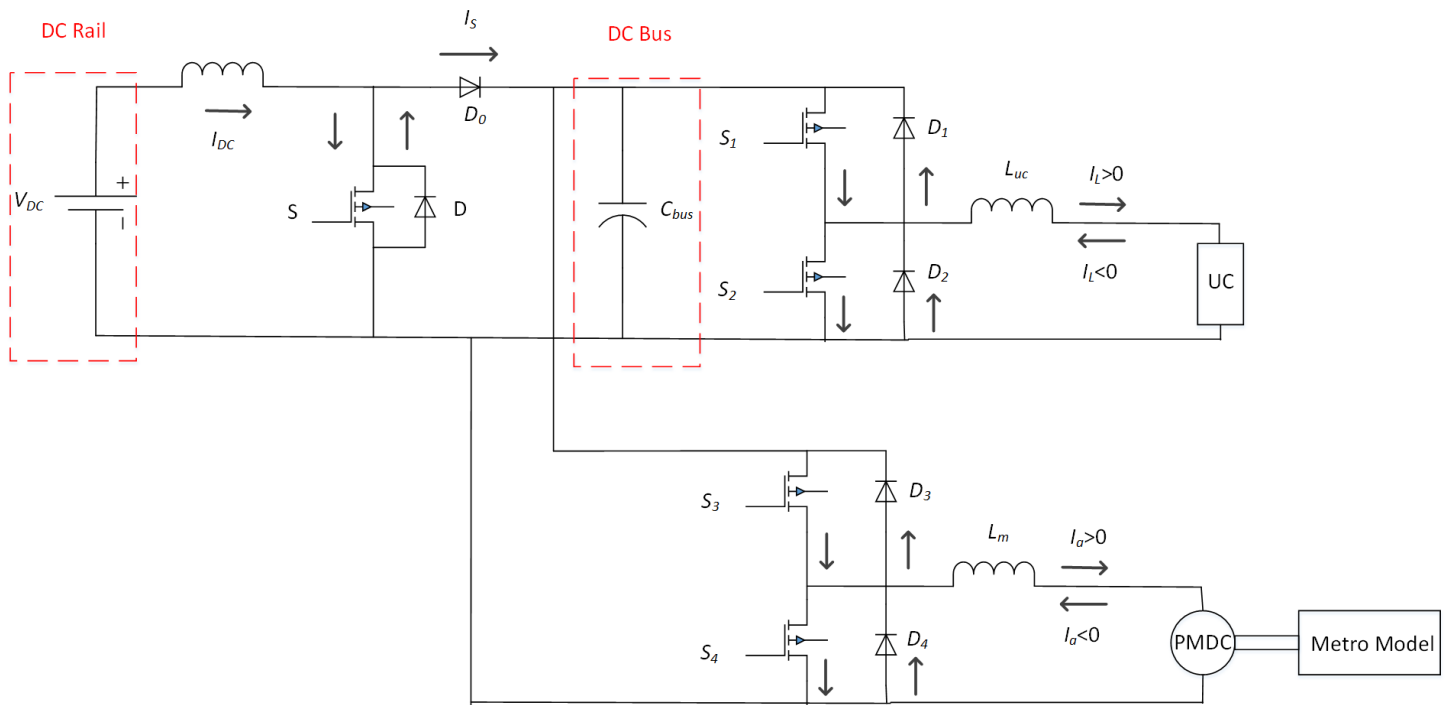 DC Rail
I_S
DC Bus
D_0
I_DC
V_DC
+
S
D
C_bus
S_1
D_1
S_2
D_2
L_uc
I_L>0
I_L<0
UC
S_3
D_3
S_4
D_4
L_m
I_a>0
I_a<0
PMDC
Metro Model